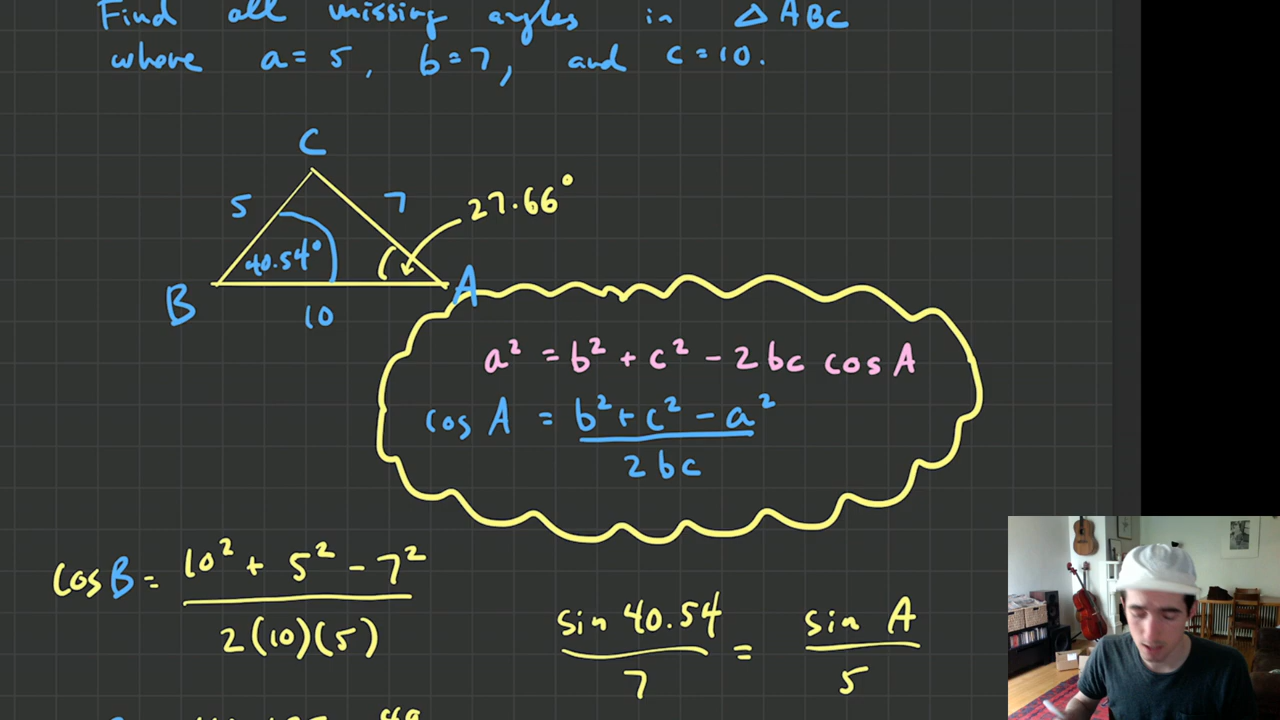 Find all missing angles in △ABC
where a=5, b=7, and c=10.
C
5
7
27.66°
40.54°
B
A
10
a² = b² + c² - 2bc cos A
cos A = b² + c² - a²
2bc
cos B = 10² + 5² - 7²
2(10)(5)
sin 40.54 = sin A
7
5